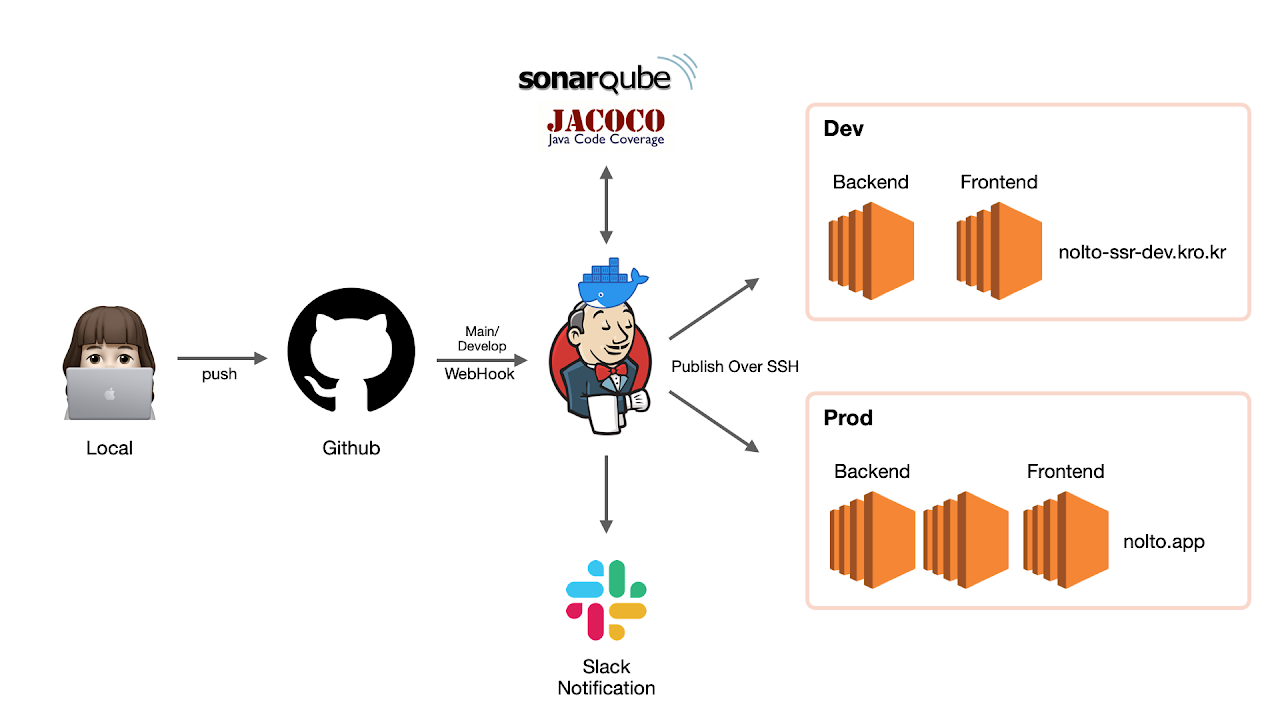 sonarqube
JACOCO
Java Code Coverage
Dev
Backend
Frontend
nolto-ssr-dev.kro.kr
Main/
Develop
WebHook
push
Publish Over SSH
Local
Github
Prod
Backend
Frontend
nolto.app
Slack
Notification